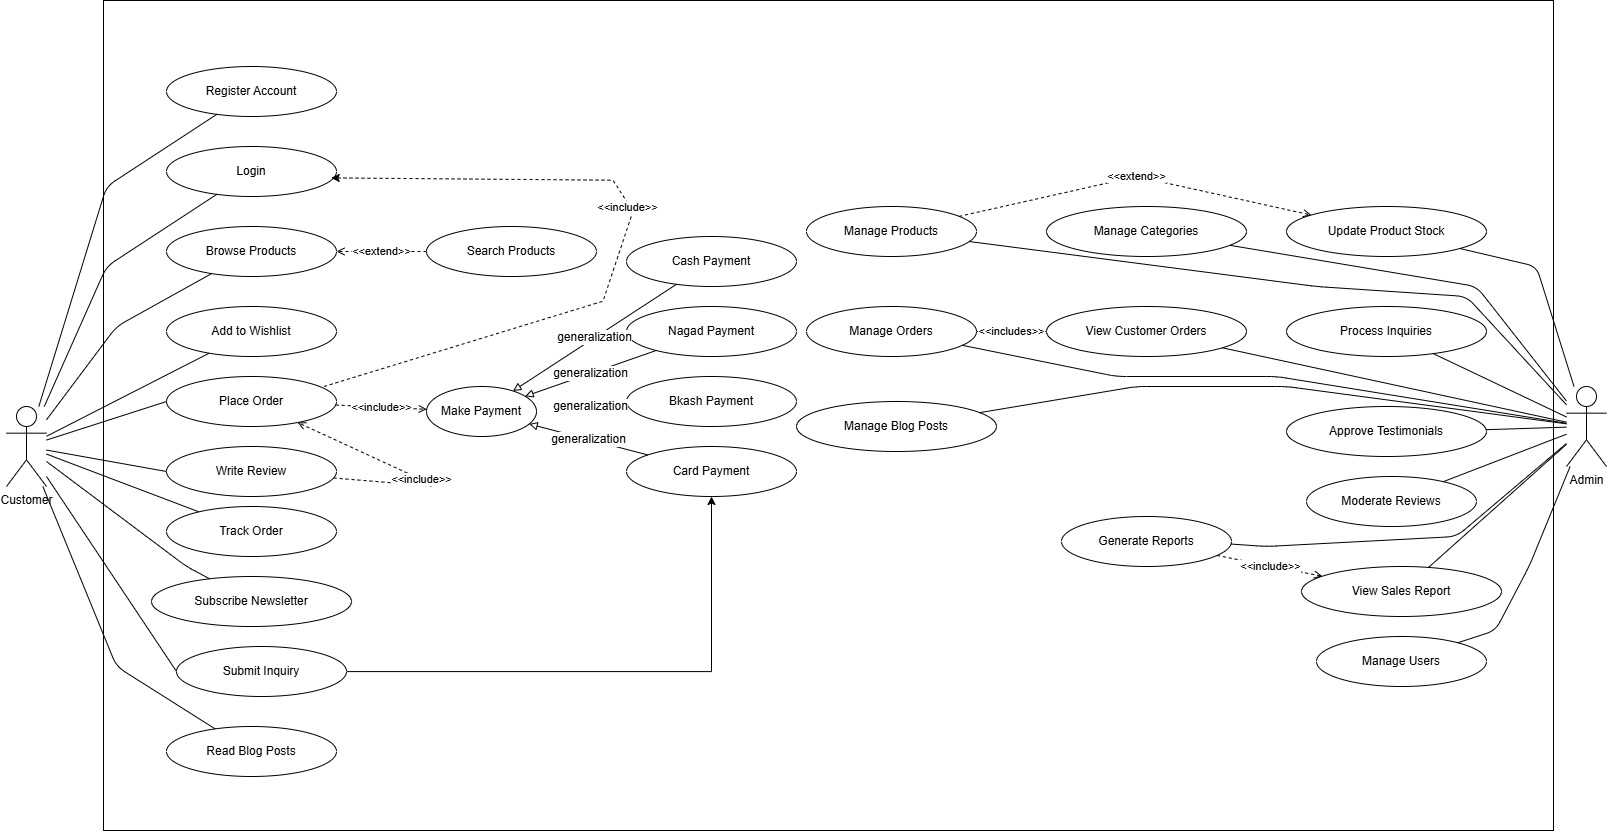 Register Account
Login
<<include>>
Browse Products
<<extend>>
Search Products
Cash Payment
Add to Wishlist
generalization
Nagad Payment
generalization
Place Order
<<include>>
Make Payment
generalization
Bkash Payment
generalization
Card Payment
Write Review
<<include>>
Customer
Track Order
Subscribe Newsletter
Submit Inquiry
Read Blog Posts
<<extend>>
Manage Products
Manage Categories
Update Product Stock
Manage Orders
<<includes>>
View Customer Orders
Process Inquiries
Manage Blog Posts
Approve Testimonials
Admin
Moderate Reviews
Generate Reports
<<include>>
View Sales Report
Manage Users